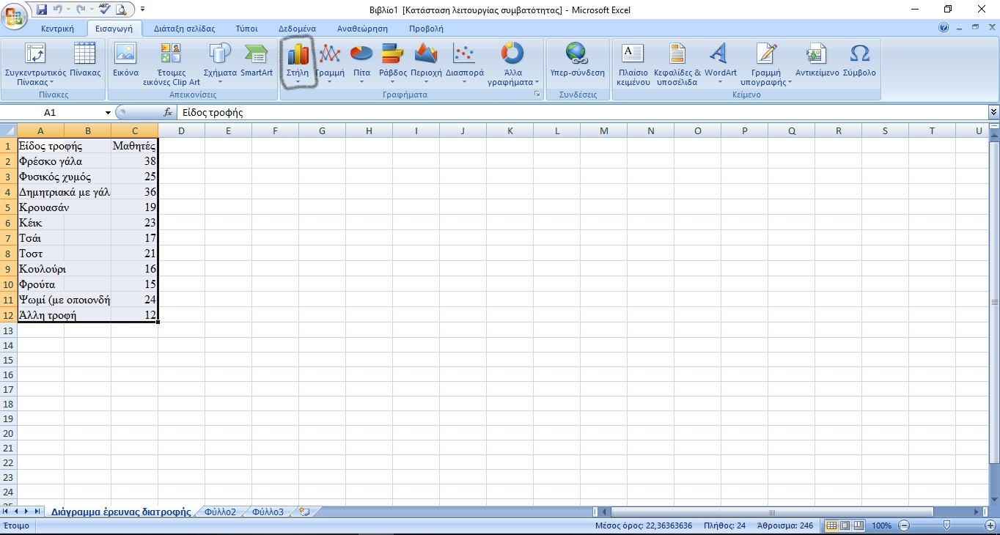 Βιβλίο1 [Κατάσταση λειτουργίας συμβατότητας] - Microsoft Excel
Κεντρική Εισαγωγή Διάταξη σελίδας Τύποι Δεδομένα Αναθεώρηση Προβολή
Συγκεντρωτικός Πίνακας Εικόνα Έτοιμες Σχήματα SmartArt Στήλη Γραμμή Πίτα Ράβδος Περιοχή Διασπορά Άλλα Υπερ-σύνδεση Πλαίσιο Κεφαλίδες & WordArt Γραμμή Αντικείμενο Σύμβολο
Πίνακας εικόνες Clip Art γραφήματα κειμένου υποσέλιδα υπογραφής
Πίνακες Απεικονίσεις Γραφήματα Συνδέσεις Κείμενο
A1 fx Είδος τροφής
A B C D E F G H I J K L M N O P Q R S T U
1 Είδος τροφής Μαθητές
2 Φρέσκο γάλα 38
3 Φυσικός χυμός 25
4 Δημητριακά με γάλ 36
5 Κρουασάν 19
6 Κέικ 23
7 Τσάι 17
8 Τοστ 21
9 Κουλούρι 16
10 Φρούτα 15
11 Ψωμί (με οποιονδή 24
12 Άλλη τροφή 12
13
14
15
16
17
18
19
20
21
22
23
24
Διάγραμμα έρευνας διατροφής Φύλλο2 Φύλλο3
Έτοιμο Μέσος όρος: 22,36363636 Πλήθος: 24 Άθροισμα: 246 100%